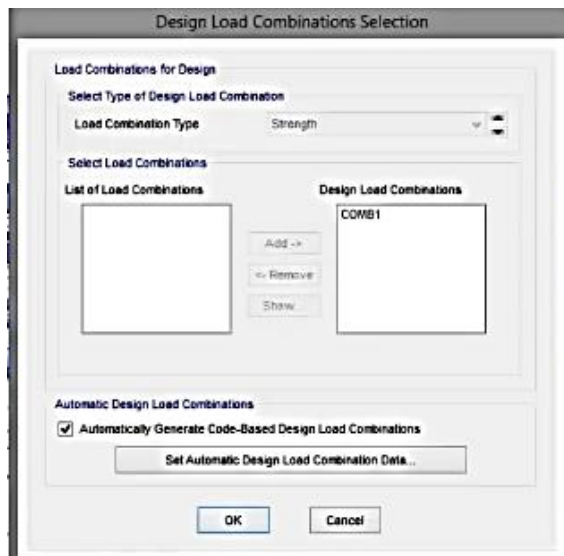 Design Load Combinations Selection
Load Combinations for Design
Select Type of Design Load Combination
Load Combination Type Strength
Select Load Combinations
List of Load Combinations Design Load Combinations
COMB1
Add ->
<- Remove
Show...
Automatic Design Load Combinations
Automatically Generate Code-Based Design Load Combinations
Set Automatic Design Load Combination Data...
OK Cancel